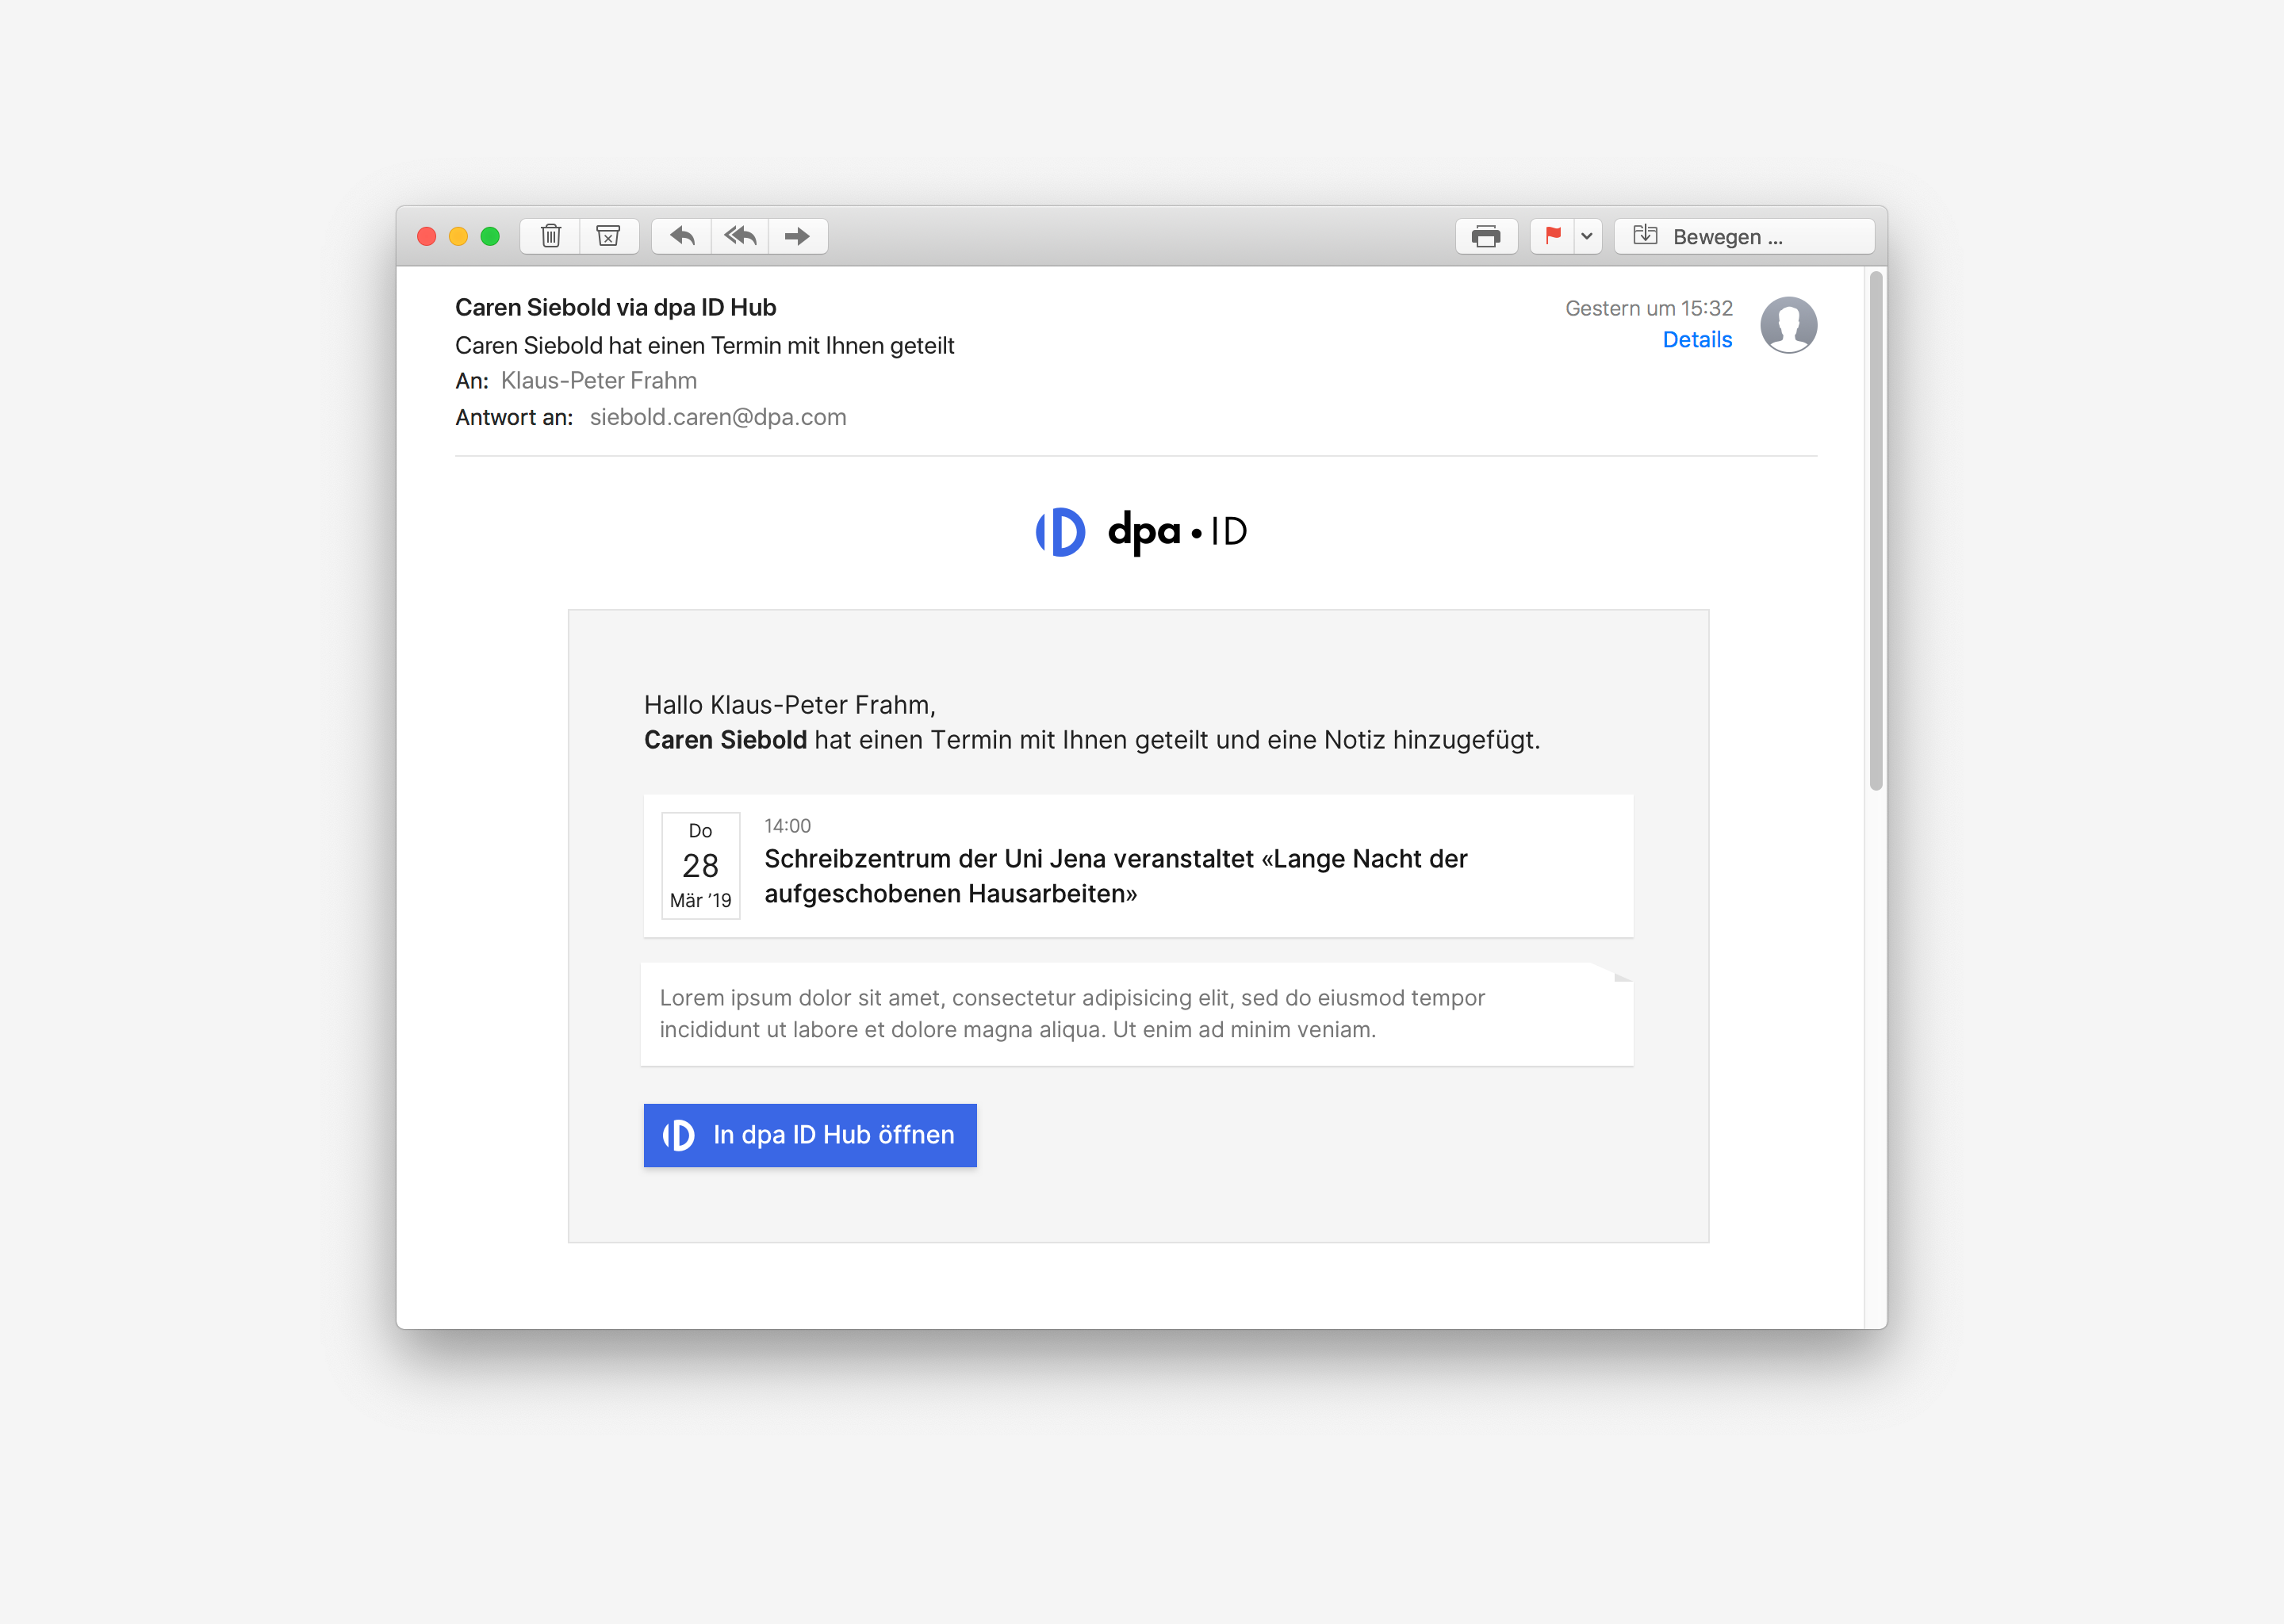 Bewegen ...
Caren Siebold via dpa ID Hub
Gestern um 15:32
Caren Siebold hat einen Termin mit Ihnen geteilt
Details
An: Klaus-Peter Frahm
Antwort an: siebold.caren@dpa.com
dpa • ID
Hallo Klaus-Peter Frahm,
Caren Siebold hat einen Termin mit Ihnen geteilt und eine Notiz hinzugefügt.
Do
28
Mär ’19
14:00
Schreibzentrum der Uni Jena veranstaltet «Lange Nacht der
aufgeschobenen Hausarbeiten»
Lorem ipsum dolor sit amet, consectetur adipisicing elit, sed do eiusmod tempor
incididunt ut labore et dolore magna aliqua. Ut enim ad minim veniam.
In dpa ID Hub öffnen